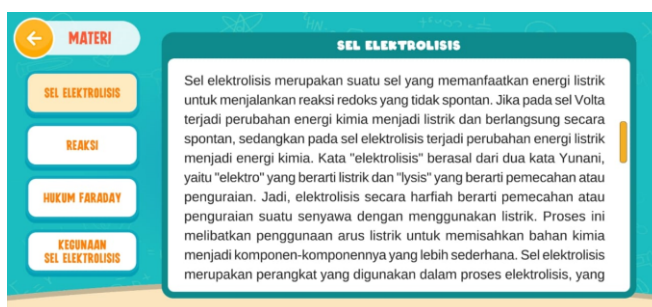 MATERI
SEL ELEKTROLISIS
REAKSI
HUKUM FARADAY
KEGUNAAN
SEL ELEKTROLISIS
SEL ELEKTROLISIS
Sel elektrolisis merupakan suatu sel yang memanfaatkan energi listrik
untuk menjalankan reaksi redoks yang tidak spontan. Jika pada sel Volta
terjadi perubahan energi kimia menjadi listrik dan berlangsung secara
spontan, sedangkan pada sel elektrolisis terjadi perubahan energi listrik
menjadi energi kimia. Kata "elektrolisis" berasal dari dua kata Yunani,
yaitu "elektro" yang berarti listrik dan "lysis" yang berarti pemecahan atau
penguraian. Jadi, elektrolisis secara harfiah berarti pemecahan atau
penguraian suatu senyawa dengan menggunakan listrik. Proses ini
melibatkan penggunaan arus listrik untuk memisahkan bahan kimia
menjadi komponen-komponennya yang lebih sederhana. Sel elektrolisis
merupakan perangkat yang digunakan dalam proses elektrolisis, yang